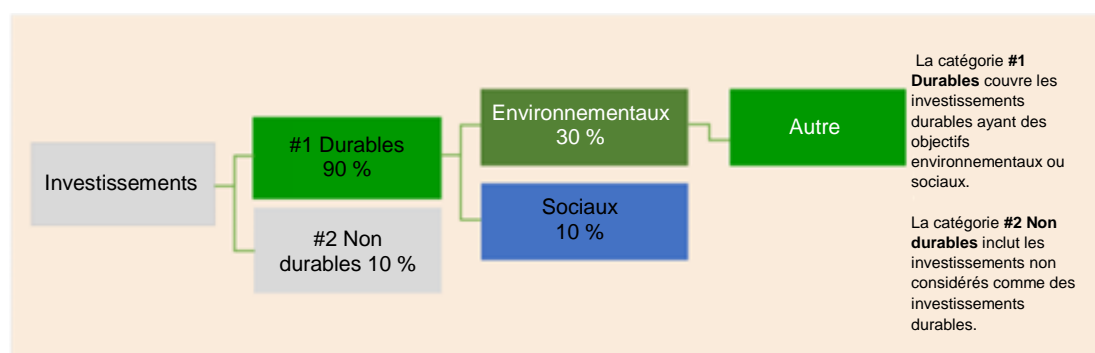 Investissements
#1 Durables
90 %
#2 Non
durables 10 %
Environnementaux
30 %
Sociaux
10 %
Autre
La catégorie #1
Durables couvre les
investissements
durables ayant des
objectifs
environnementaux ou
sociaux.
La catégorie #2 Non
durables inclut les
investissements non
considérés comme des
investissements
durables.